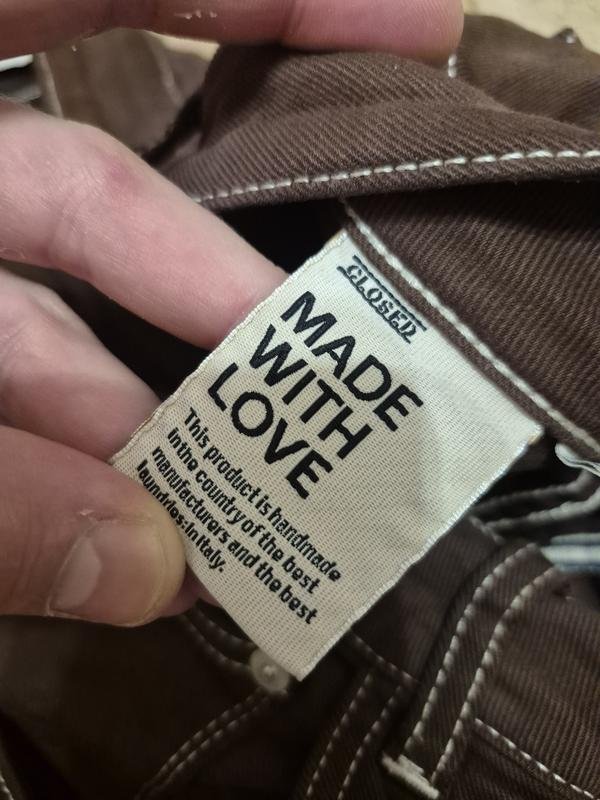 CLOSED
MADE
WITH
LOVE
This product is handmade
in the country of the best
manufacturers and the best
laundries: in Italy.